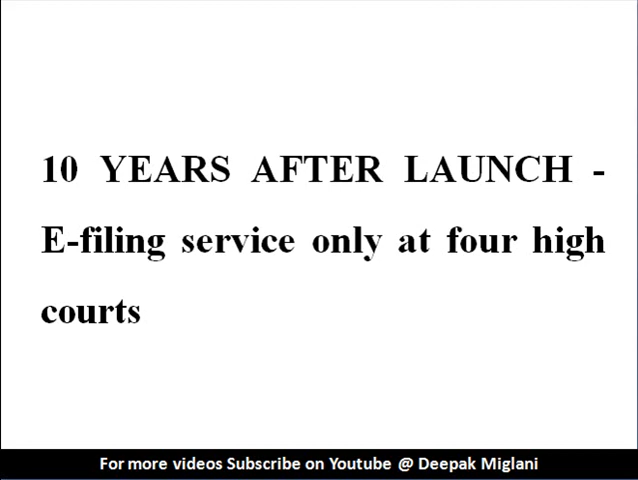 10 YEARS AFTER LAUNCH -
E-filing service only at four high
courts
For more videos Subscribe on Youtube @ Deepak Miglani